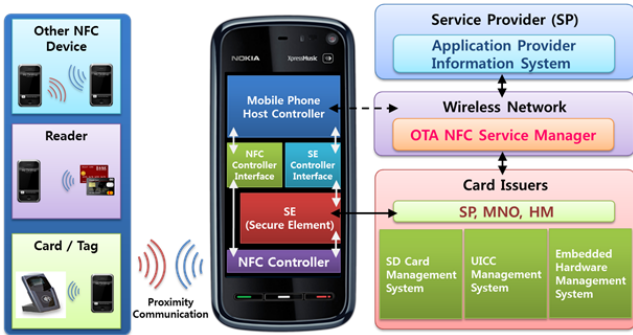 Other NFC
Device
Reader
Card / Tag
Proximity
Communication
NOKIA
XpressMusic
Mobile Phone
Host Controller
NFC
Controller
Interface
SE
Controller
Interface
SE
(Secure Element)
NFC Controller
Service Provider (SP)
Application Provider
Information System
Wireless Network
OTA NFC Service Manager
Card Issuers
SP, MNO, HM
SD Card
Management
System
UICC
Management
System
Embedded
Hardware
Management
System